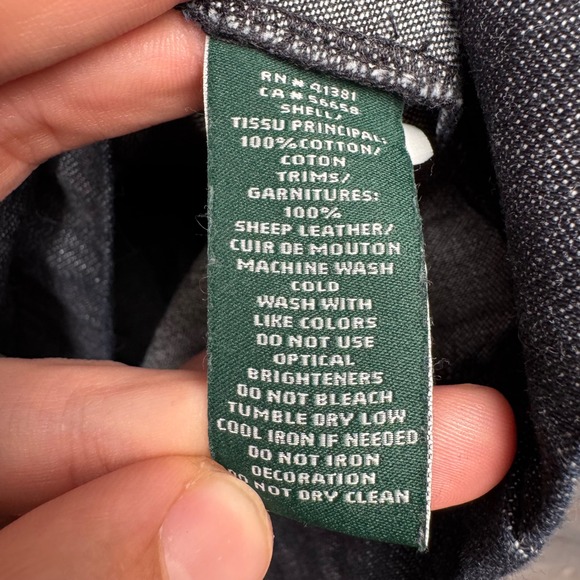 RN# 41381
CA# 56658
SHELL/
TISSU PRINCIPAL:
100% COTTON/
COTON
TRIMS/
GARNITURES:
100%
SHEEP LEATHER/
CUIR DE MOUTON
MACHINE WASH
COLD
WASH WITH
LIKE COLORS
DO NOT USE
OPTICAL
BRIGHTENERS
DO NOT BLEACH
TUMBLE DRY LOW
COOL IRON IF NEEDED
DO NOT IRON
DECORATION
DO NOT DRY CLEAN